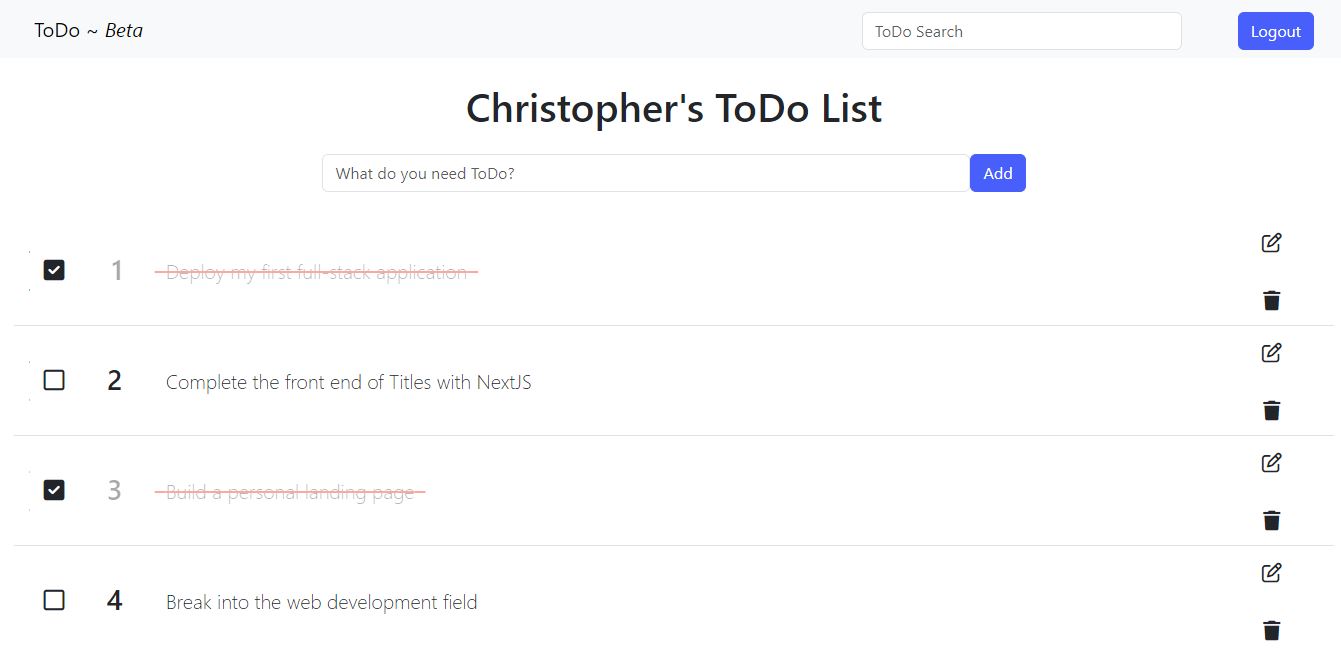 ToDo ~ Beta
ToDo Search
Logout
Christopher's ToDo List
What do you need ToDo?
Add
1 Deploy my first full-stack application
2 Complete the front end of Titles with NextJS
3 Build a personal landing page
4 Break into the web development field